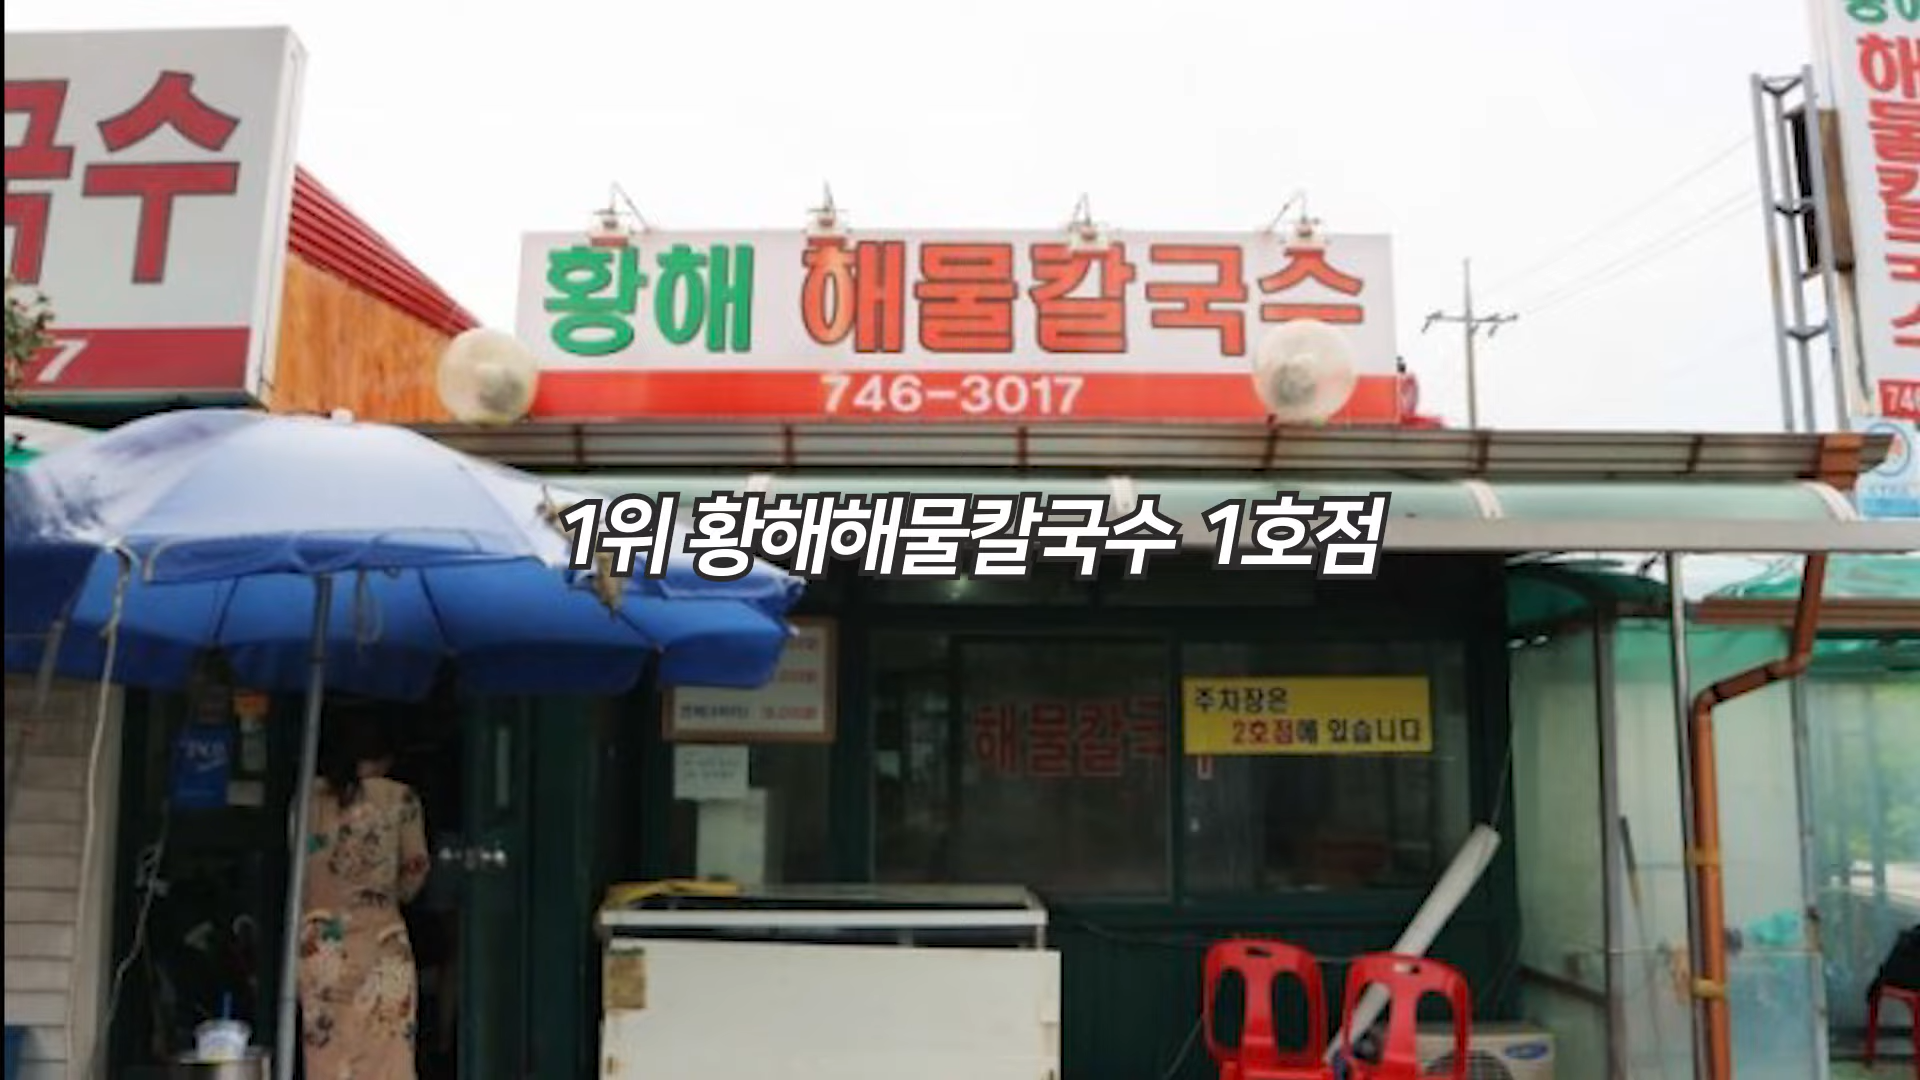 국수
7
황해 해물칼국수
746-3017
해물칼국수
1위 황해해물칼국수 1호점
해물칼국
주차장은
2호점에 있습니다